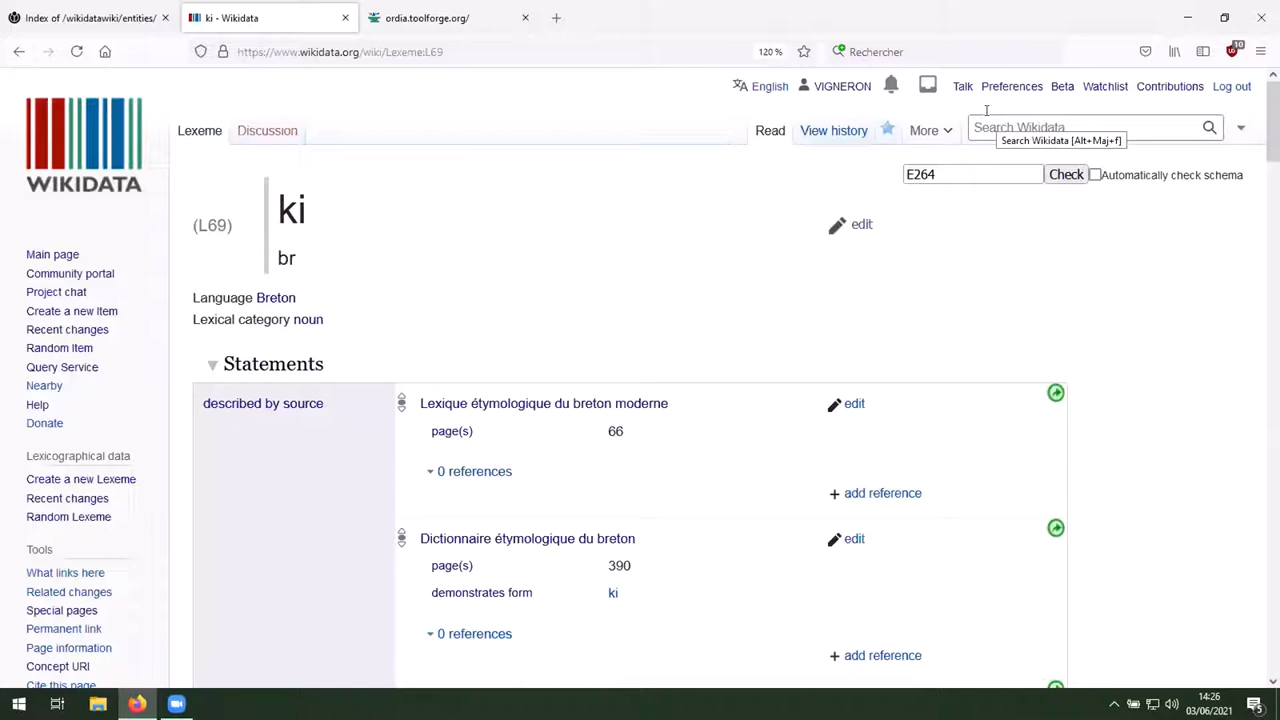 Index of /wikidatawiki/entities/
ki - Wikidata
ordia.toolforge.org/
https://www.wikidata.org/wiki/Lexeme:L69
120 %
Rechercher
10
English VIGNERON Talk Preferences Beta Watchlist Contributions Log out
WIKIDATA
Lexeme Discussion Read View history More Search Wikidata
Search Wikidata [Alt+Maj+f]
E264 Check Automatically check schema
(L69) ki edit
br
Language Breton
Lexical category noun
Main page
Community portal
Project chat
Create a new Item
Recent changes
Random Item
Query Service
Nearby
Help
Donate
Lexicographical data
Create a new Lexeme
Recent changes
Random Lexeme
Tools
What links here
Related changes
Special pages
Permanent link
Page information
Concept URI
Cite this page
Statements
described by source
Lexique étymologique du breton moderne edit
page(s) 66
0 references
+ add reference
Dictionnaire étymologique du breton edit
page(s) 390
demonstrates form ki
0 references
+ add reference
14:26
03/06/2021
5